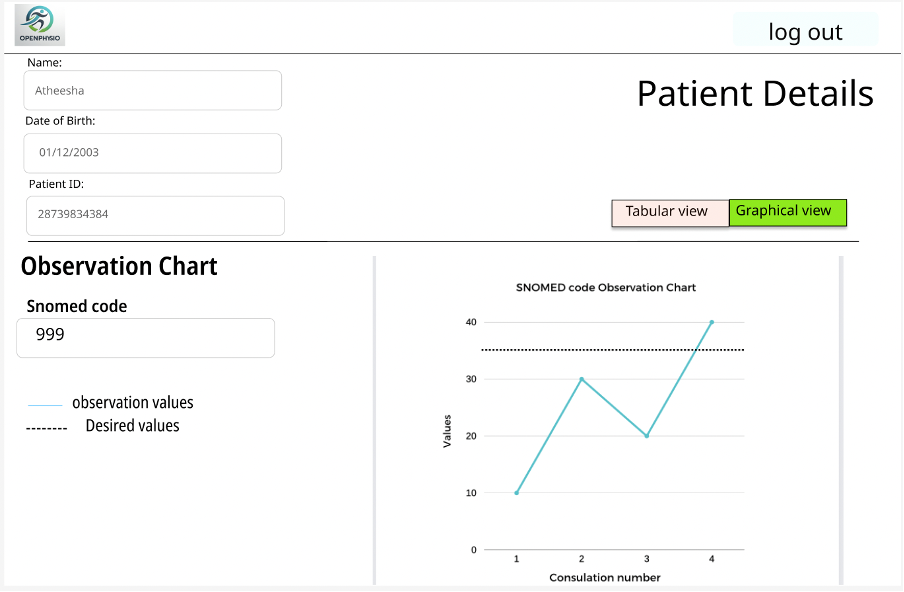 OPENPHYSIO
log out
Name:
Atheesha
Patient Details
Date of Birth:
01/12/2003
Patient ID:
28739834384
Tabular view
Graphical view
Observation Chart
Snomed code
999
observation values
Desired values
SNOMED code Observation Chart
40
30
20
10
0
Values
1 2 3 4
Consulation number